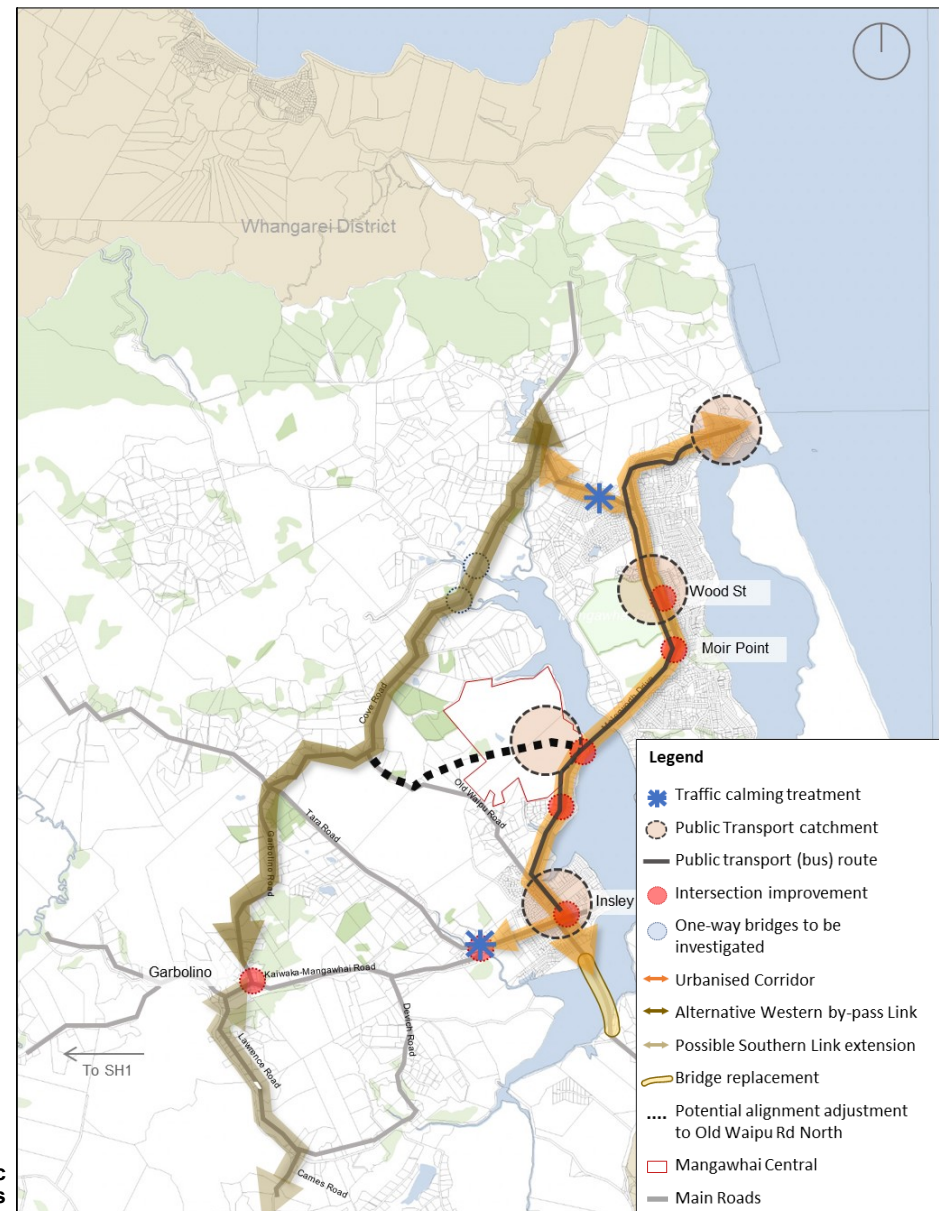 Whangarei District
Wood St
Moir Point
Cove Road
Old Waipu Road
Tara Road
Garbolino Road
Insley
Garbolino
Kaiwaka-Mangawhai Road
Devich Road
To SH1
Lawrence Road
Cames Road
c
s
Legend
Traffic calming treatment
Public Transport catchment
Public transport (bus) route
Intersection improvement
One-way bridges to be
investigated
Urbanised Corridor
Alternative Western by-pass Link
Possible Southern Link extension
Bridge replacement
Potential alignment adjustment
to Old Waipu Rd North
Mangawhai Central
Main Roads